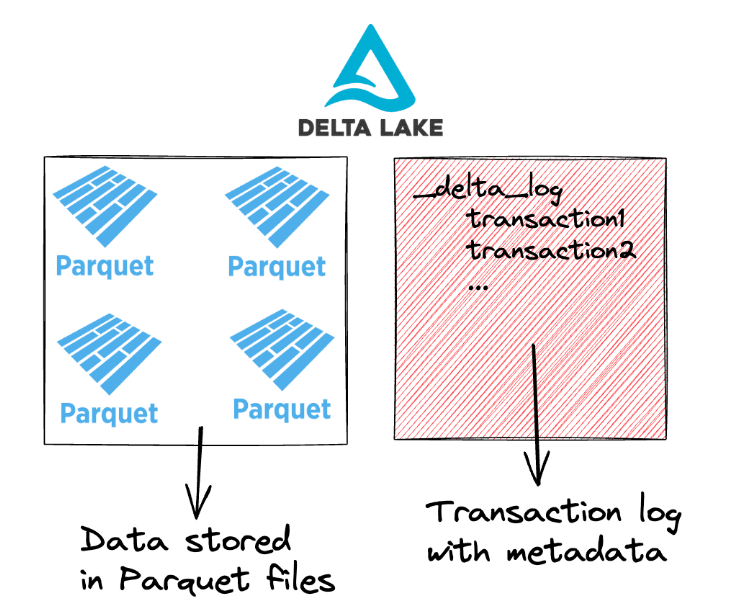 DELTA LAKE
Parquet
Parquet
Parquet
Parquet
_delta_log
transaction1
transaction2
...
Data stored
in Parquet files
Transaction log
with metadata